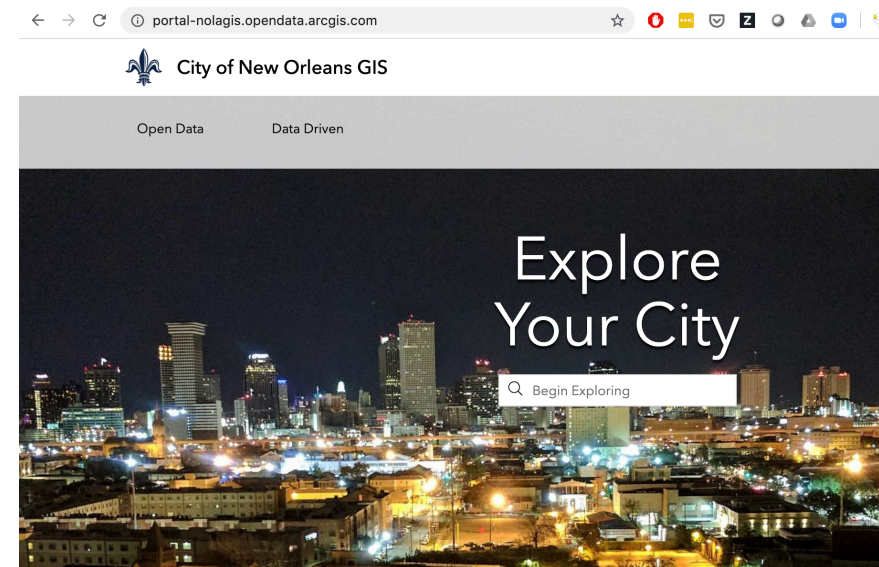 portal-nolagis.opendata.arcgis.com
Z
City of New Orleans GIS
Open Data
Data Driven
Explore
Your City
Begin Exploring